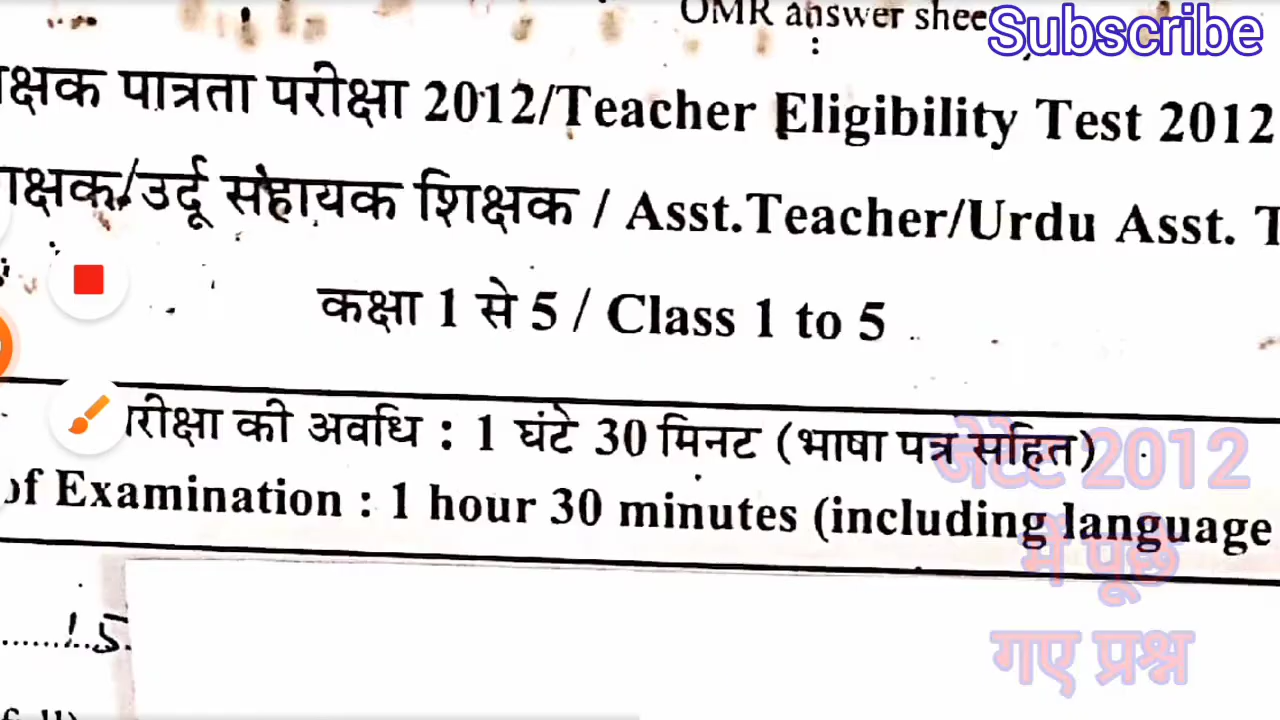 OMR answer shee
Subscribe
क्षक पात्रता परीक्षा 2012/Teacher Eligibility Test 2012
क्षक/उर्दू सहायक शिक्षक / Asst.Teacher/Urdu Asst. T
कक्षा 1 से 5 / Class 1 to 5
रीक्षा की अवधि : 1 घंटे 30 मिनट (भाषा पत्र सहित)
of Examination : 1 hour 30 minutes (including language
जेटेट 2012
में पूछे
गए प्रश्न